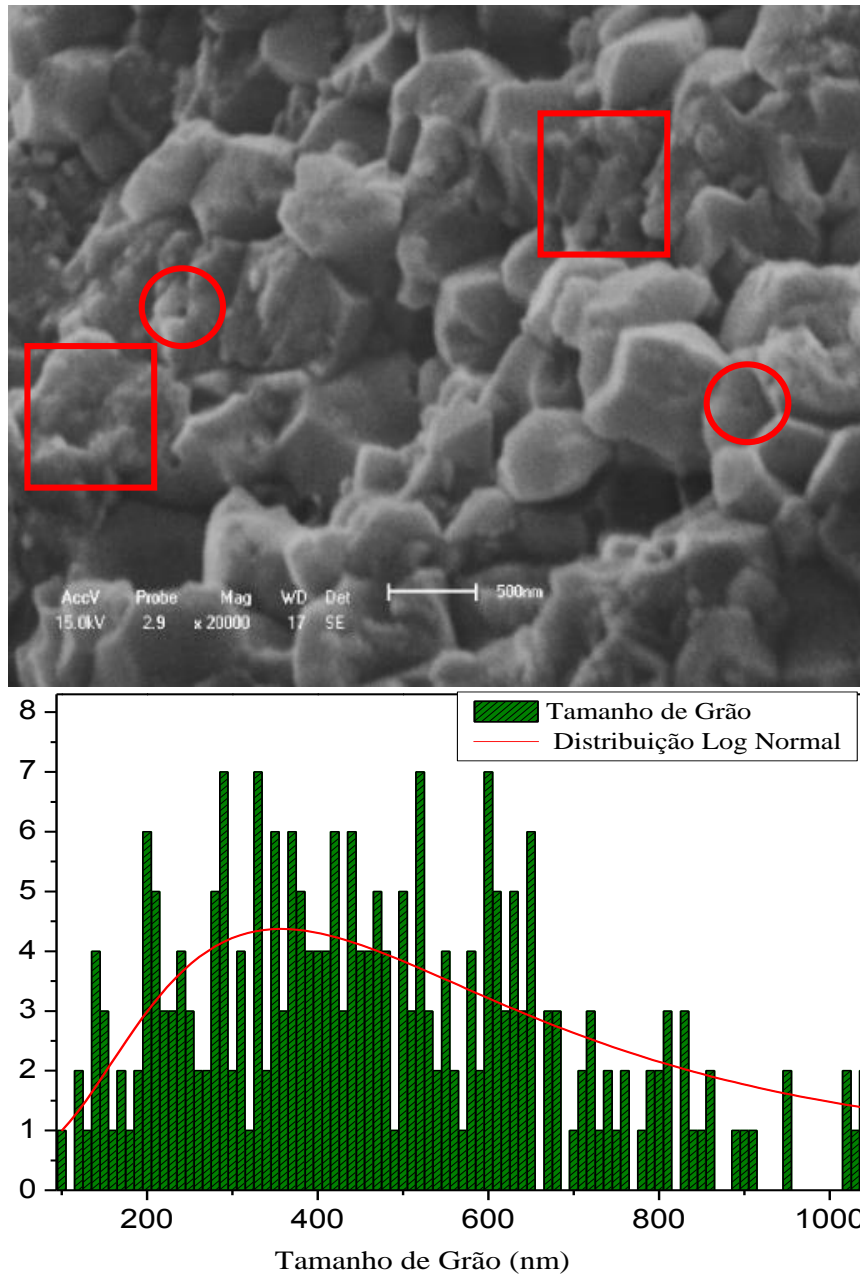 AccV Probe Mag WD Det 500nm
15.0kV 2.9 x 20000 17 SE
8
Tamanho de Grão
Distribuição Log Normal
7
6
5
4
3
2
1
0
200 400 600 800 1000
Tamanho de Grão (nm)